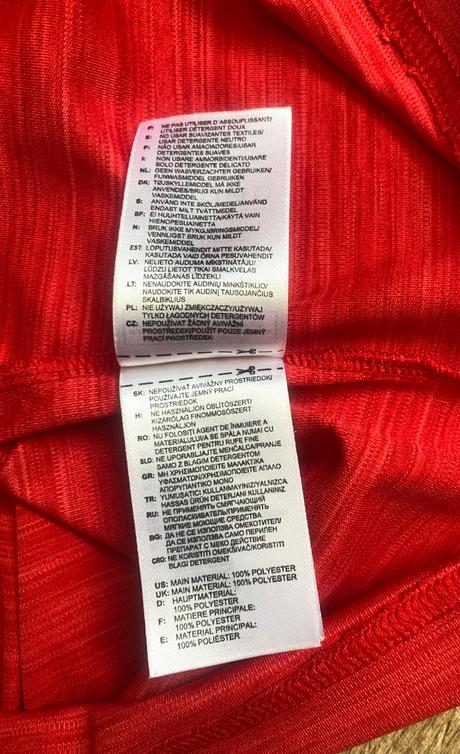 F: NE PAS UTILISER D'ASSOUPLISSANT/
UTILISER DÉTERGENT DOUX
E: NO USAR SUAVIZANTES TEXTILES/
USAR DETERGENTE NEUTRO
P: NÃO USAR AMACIADORES/USAR
DETERGENTES SUAVES
I: NON USARE AMMORBIDENTI/USARE
SOLO DETERGENTE DELICATO
NL: GEEN WASVERZACHTER GEBRUIKEN/
FIJNWASMIDDEL GEBRUIKEN
DK: TØJSKYLLEMIDDEL MÅ IKKE
ANVENDES/BRUG KUN MILDT
VASKEMIDDEL
S: ANVÄND INTE SKÖLJMEDEL/ANVÄND
ENDAST MILT TVÄTTMEDEL
SF: EI HUUHTELUAINETTA/KÄYTÄ VAIN
HIENOPESUAINETTA
N: BRUK IKKE MYKGJØRINGSMIDDEL/
VENNLIGST BRUK KUN MILDT
VASKEMIDDEL
EST: LOPUTUSVAHENDIT MITTE KASUTADA/
KASUTADA VAID ÕRNA PESUVAHENDIT
LV: NELIETO AUDUMA MĪKSTINĀTĀJU/
LŪDZU LIETOT TIKAI SMALKVEĻAS
MAZGĀŠANAS LĪDZEKLI
LT: NENAUDOKITE AUDINIŲ MINKŠTIKLIO/
NAUDOKITE TIK AUDINĮ TAUSOJANČIUS
SKALBIKLIUS
PL: NIE UŻYWAJ ZMIĘKCZACZY/UŻYWAJ
TYLKO ŁAGODNYCH DETERGENTÓW
CZ: NEPOUŽÍVAT ŽÁDNÝ AVIVÁŽNÍ
PROSTŘEDEK/POUŽÍT POUZE JEMNÝ
PRACÍ PROSTŘEDEK
SK: NEPOUŽÍVAŤ AVIVÁŽNY PROSTRIEDOK/
POUŽÍVAJTE JEMNÝ PRACÍ
PROSTRIEDOK
H: NE HASZNÁLJON ÖBLÍTŐSZERT/
KIZÁRÓLAG FINOMMOSÓSZERT
HASZNÁLJON
RO: NU FOLOSIȚI AGENT DE ÎNMUIERE A
MATERIALULUI/A SE SPĂLA NUMAI CU
DETERGENT PENTRU RUFE FINE
SLO: NE UPORABLJAJTE MEHČALCA/PRANJE
SAMO Z BLAGIM DETERGENTOM
GR: ΜΗ ΧΡΗΣΙΜΟΠΟΙΕΙΤΕ ΜΑΛΑΚΤΙΚΑ
ΥΦΑΣΜΑΤΩΝ/ΧΡΗΣΙΜΟΠΟΙΕΙΤΕ ΑΠΑΛΟ
ΑΠΟΡΥΠΑΝΤΙΚΟ ΜΟΝΟ
TR: YUMUŞATICI KULLANMAYINIZ/YALNIZCA
HASSAS ÜRÜN DETERJANI KULLANINIZ
RU: НЕ ПРИМЕНЯТЬ СМЯГЧАЮЩИЙ
ОПОЛАСКИВАТЕЛЬ/ПРИМЕНЯТЬ
МЯГКИЕ МОЮЩИЕ СРЕДСТВА
BG: ДА НЕ СЕ ИЗПОЛЗВА ОМЕКОТИТЕЛ/
ДА СЕ ИЗПОЛЗВА САМО ПЕРИЛЕН
ПРЕПАРАТ С МЕКО ДЕЙСТВИЕ
CRO: NE KORISTITI OMEKŠIVAČ/KORISTITI
BLAGI DETERGENT
US: MAIN MATERIAL: 100% POLYESTER
UK: MAIN MATERIAL: 100% POLYESTER
D: HAUPTMATERIAL:
100% POLYESTER
F: MATIERE PRINCIPALE:
100% POLYESTER
E: MATERIAL PRINCIPAL:
100% POLIÉSTER